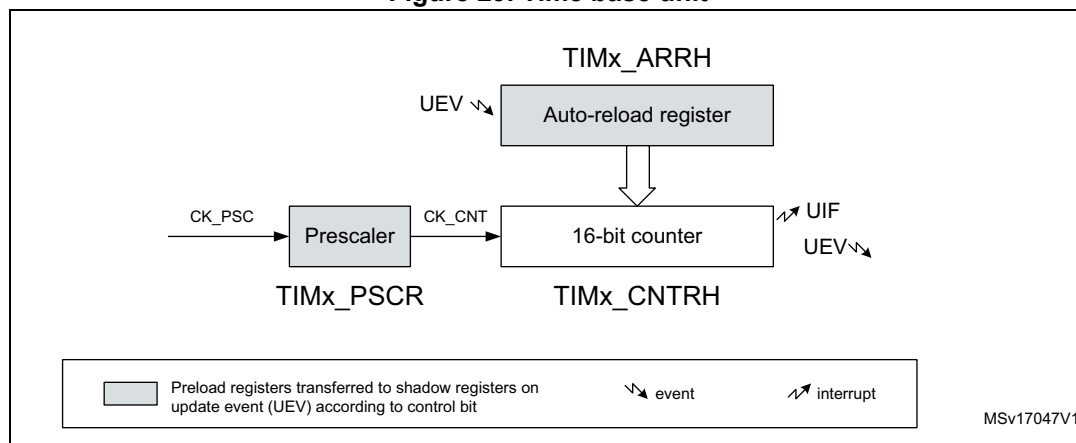 TIMx_ARRH
UEV
Auto-reload register
CK_PSC
Prescaler
CK_CNT
16-bit counter
UIF
UEV
TIMx_PSCR
TIMx_CNTRH
Preload registers transferred to shadow registers on
update event (UEV) according to control bit
event
interrupt
MSv17047V1